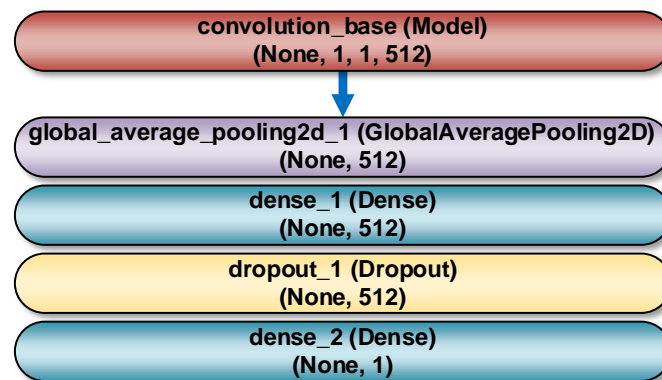 convolution_base (Model)
(None, 1, 1, 512)
global_average_pooling2d_1 (GlobalAveragePooling2D)
(None, 512)
dense_1 (Dense)
(None, 512)
dropout_1 (Dropout)
(None, 512)
dense_2 (Dense)
(None, 1)